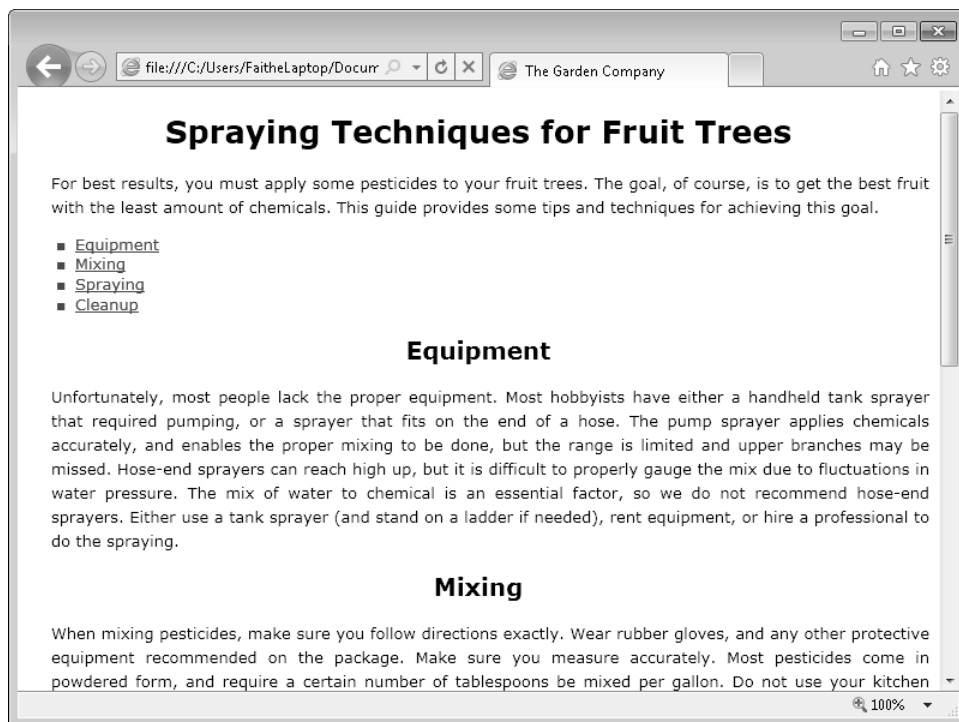 file:///C:/Users/FaitheLaptop/Docum
The Garden Company
Spraying Techniques for Fruit Trees
For best results, you must apply some pesticides to your fruit trees. The goal, of course, is to get the best fruit
with the least amount of chemicals. This guide provides some tips and techniques for achieving this goal.
Equipment
Mixing
Spraying
Cleanup
Equipment
Unfortunately, most people lack the proper equipment. Most hobbyists have either a handheld tank sprayer
that required pumping, or a sprayer that fits on the end of a hose. The pump sprayer applies chemicals
accurately, and enables the proper mixing to be done, but the range is limited and upper branches may be
missed. Hose-end sprayers can reach high up, but it is difficult to properly gauge the mix due to fluctuations in
water pressure. The mix of water to chemical is an essential factor, so we do not recommend hose-end
sprayers. Either use a tank sprayer (and stand on a ladder if needed), rent equipment, or hire a professional to
do the spraying.
Mixing
When mixing pesticides, make sure you follow directions exactly. Wear rubber gloves, and any other protective
equipment recommended on the package. Make sure you measure accurately. Most pesticides come in
powdered form, and require a certain number of tablespoons be mixed per gallon. Do not use your kitchen
100%